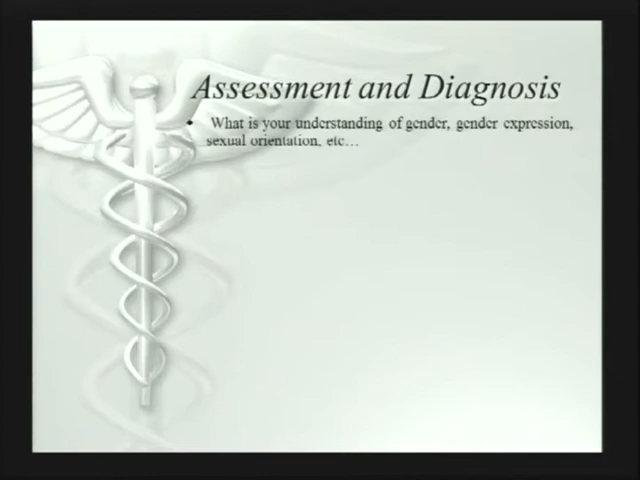 Assessment and Diagnosis
What is your understanding of gender, gender expression,
sexual orientation, etc…